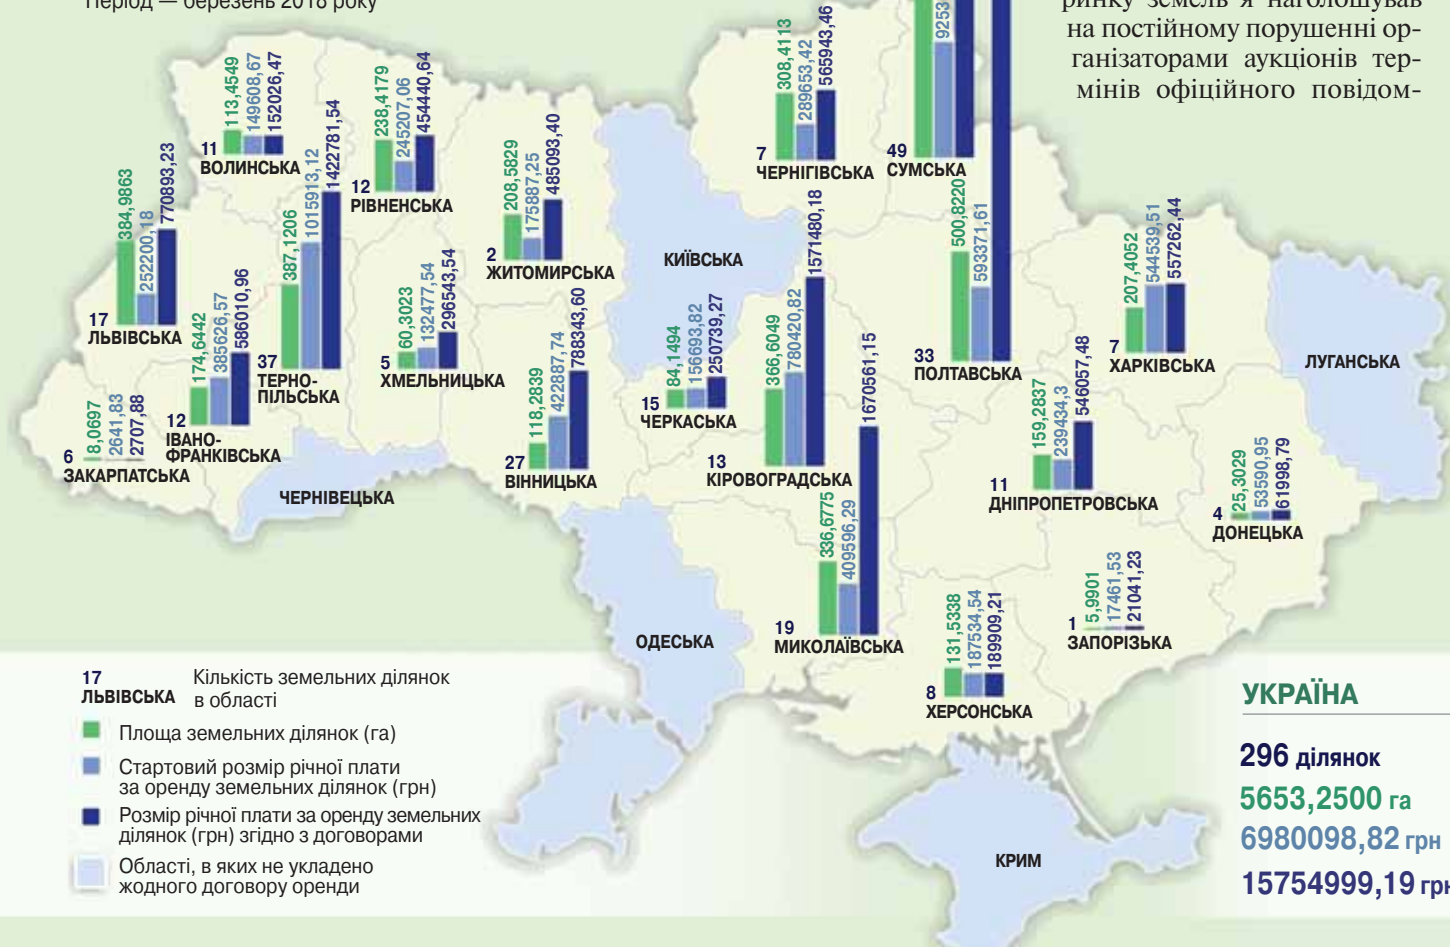 Період — березень 2018 року
ринку земель я наголошував
на постійному порушенні ор-
ганізаторами аукціонів тер-
мінів офіційного повідом-
113,4549
149608,67
152026,47
11
ВОЛИНСЬКА
238,4179
245207,06
454440,64
12
РІВНЕНСЬКА
208,5829
175887,25
485093,40
2
ЖИТОМИРСЬКА
КИЇВСЬКА
308,4113
289653,42
565943,46
7
ЧЕРНІГІВСЬКА
9253
49
СУМСЬКА
384,9863
252200,18
770893,23
17
ЛЬВІВСЬКА
387,1206
1015913,12
1422781,54
37
ТЕРНО-
ПІЛЬСЬКА
60,3023
132477,54
296543,54
5
ХМЕЛЬНИЦЬКА
174,6442
385626,57
586010,96
12
ІВАНО-
ФРАНКІВСЬКА
8,0697
2641,83
2707,88
6
ЗАКАРПАТСЬКА
ЧЕРНІВЕЦЬКА
118,2839
422887,74
788343,60
27
ВІННИЦЬКА
84,1494
156693,82
250739,27
15
ЧЕРКАСЬКА
366,6049
780420,82
1571480,18
13
КІРОВОГРАДСЬКА
500,8220
593371,61
33
ПОЛТАВСЬКА
207,4052
544539,51
557262,44
7
ХАРКІВСЬКА
ЛУГАНСЬКА
159,2837
239434,3
546057,48
11
ДНІПРОПЕТРОВСЬКА
25,3029
53590,95
61998,79
4
ДОНЕЦЬКА
5,9901
17461,53
21041,23
1
ЗАПОРІЗЬКА
336,6775
409596,29
1670561,15
19
МИКОЛАЇВСЬКА
131,5338
187534,54
189909,21
8
ХЕРСОНСЬКА
ОДЕСЬКА
КРИМ
17
ЛЬВІВСЬКА
Кількість земельних ділянок
в області
Площа земельних ділянок (га)
Стартовий розмір річної плати
за оренду земельних ділянок (грн)
Розмір річної плати за оренду земельних
ділянок (грн) згідно з договорами
Області, в яких не укладено
жодного договору оренди
УКРАЇНА
296 ділянок
5653,2500 га
6980098,82 грн
15754999,19 грн